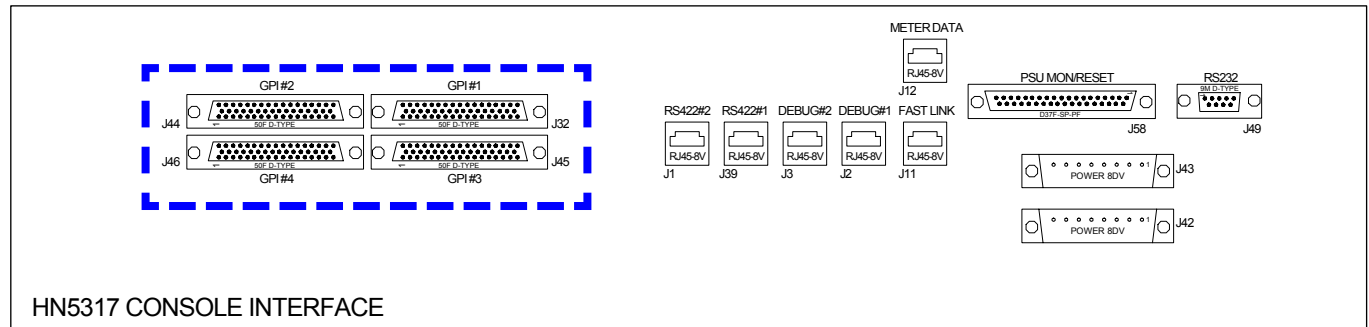 METER DATA
RJ45-8V
J12
GPI#2
GPI#1
50F D-TYPE
50F D-TYPE
J44
J32
50F D-TYPE
50F D-TYPE
J46
J45
GPI#4
GPI#3
RS422#2
RS422#1
DEBUG#2
DEBUG#1
FAST LINK
RJ45-8V
RJ45-8V
RJ45-8V
RJ45-8V
RJ45-8V
J1
J39
J3
J2
J11
PSU MON/RESET
1
D37F-SP-PF
J58
RS232
9M D-TYPE
J49
1
POWER 8DV
J43
1
POWER 8DV
J42
HN5317 CONSOLE INTERFACE